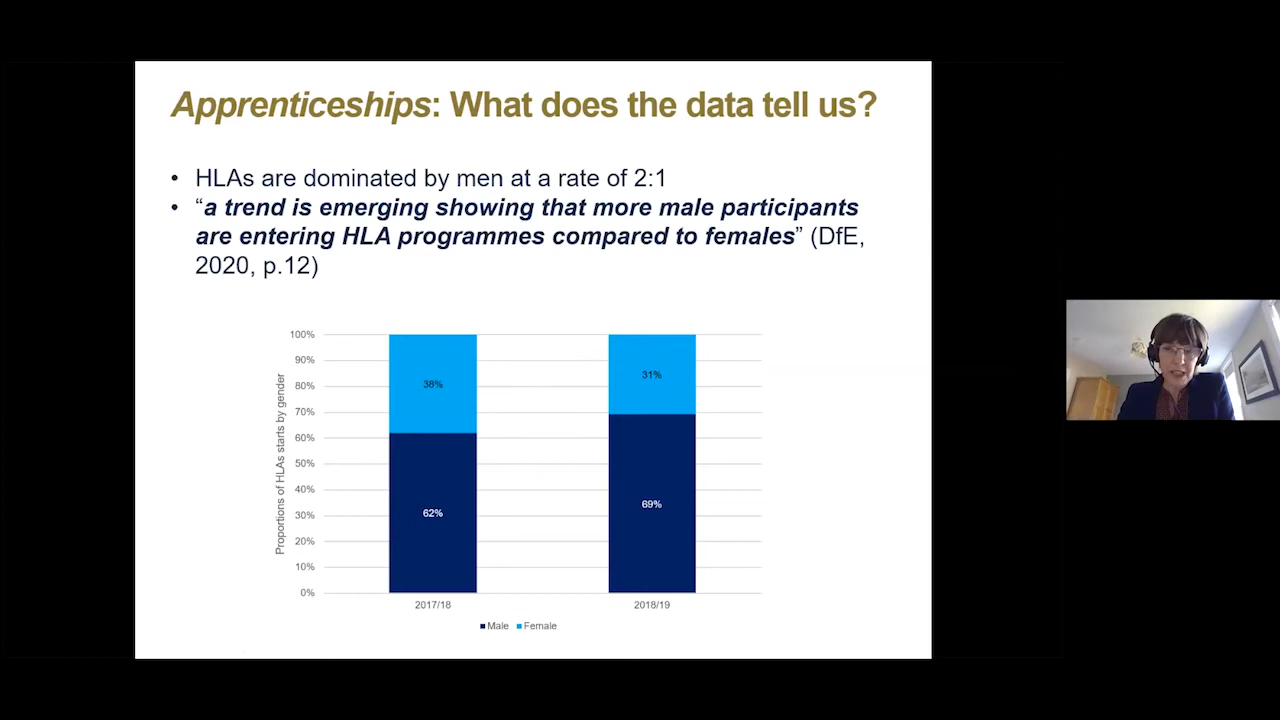 Apprenticeships: What does the data tell us?
• HLAs are dominated by men at a rate of 2:1
• “a trend is emerging showing that more male participants
are entering HLA programmes compared to females” (DfE,
2020, p.12)
Proportions of HLAs starts by gender
100%
90%
80%
70%
60%
50%
40%
30%
20%
10%
0%
38%
31%
62%
69%
2017/18
2018/19
Male Female